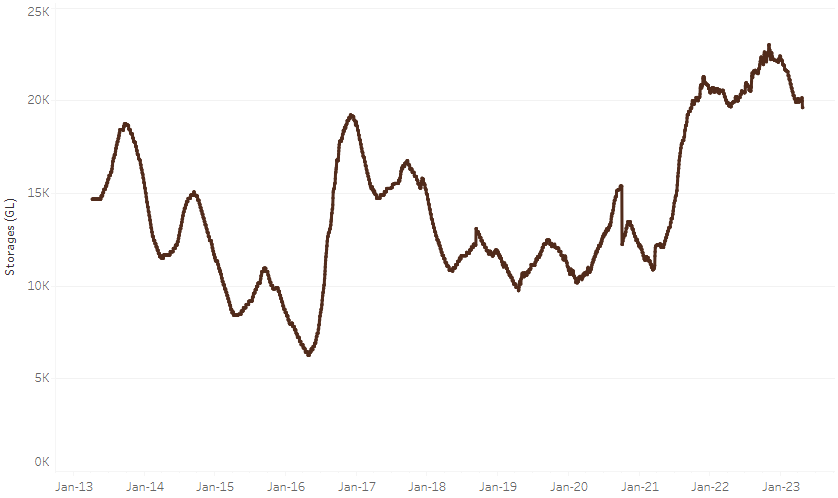 25K
20K
15K
10K
5K
0K
Storages (GL)
Jan-13 Jan-14 Jan-15 Jan-16 Jan-17 Jan-18 Jan-19 Jan-20 Jan-21 Jan-22 Jan-23